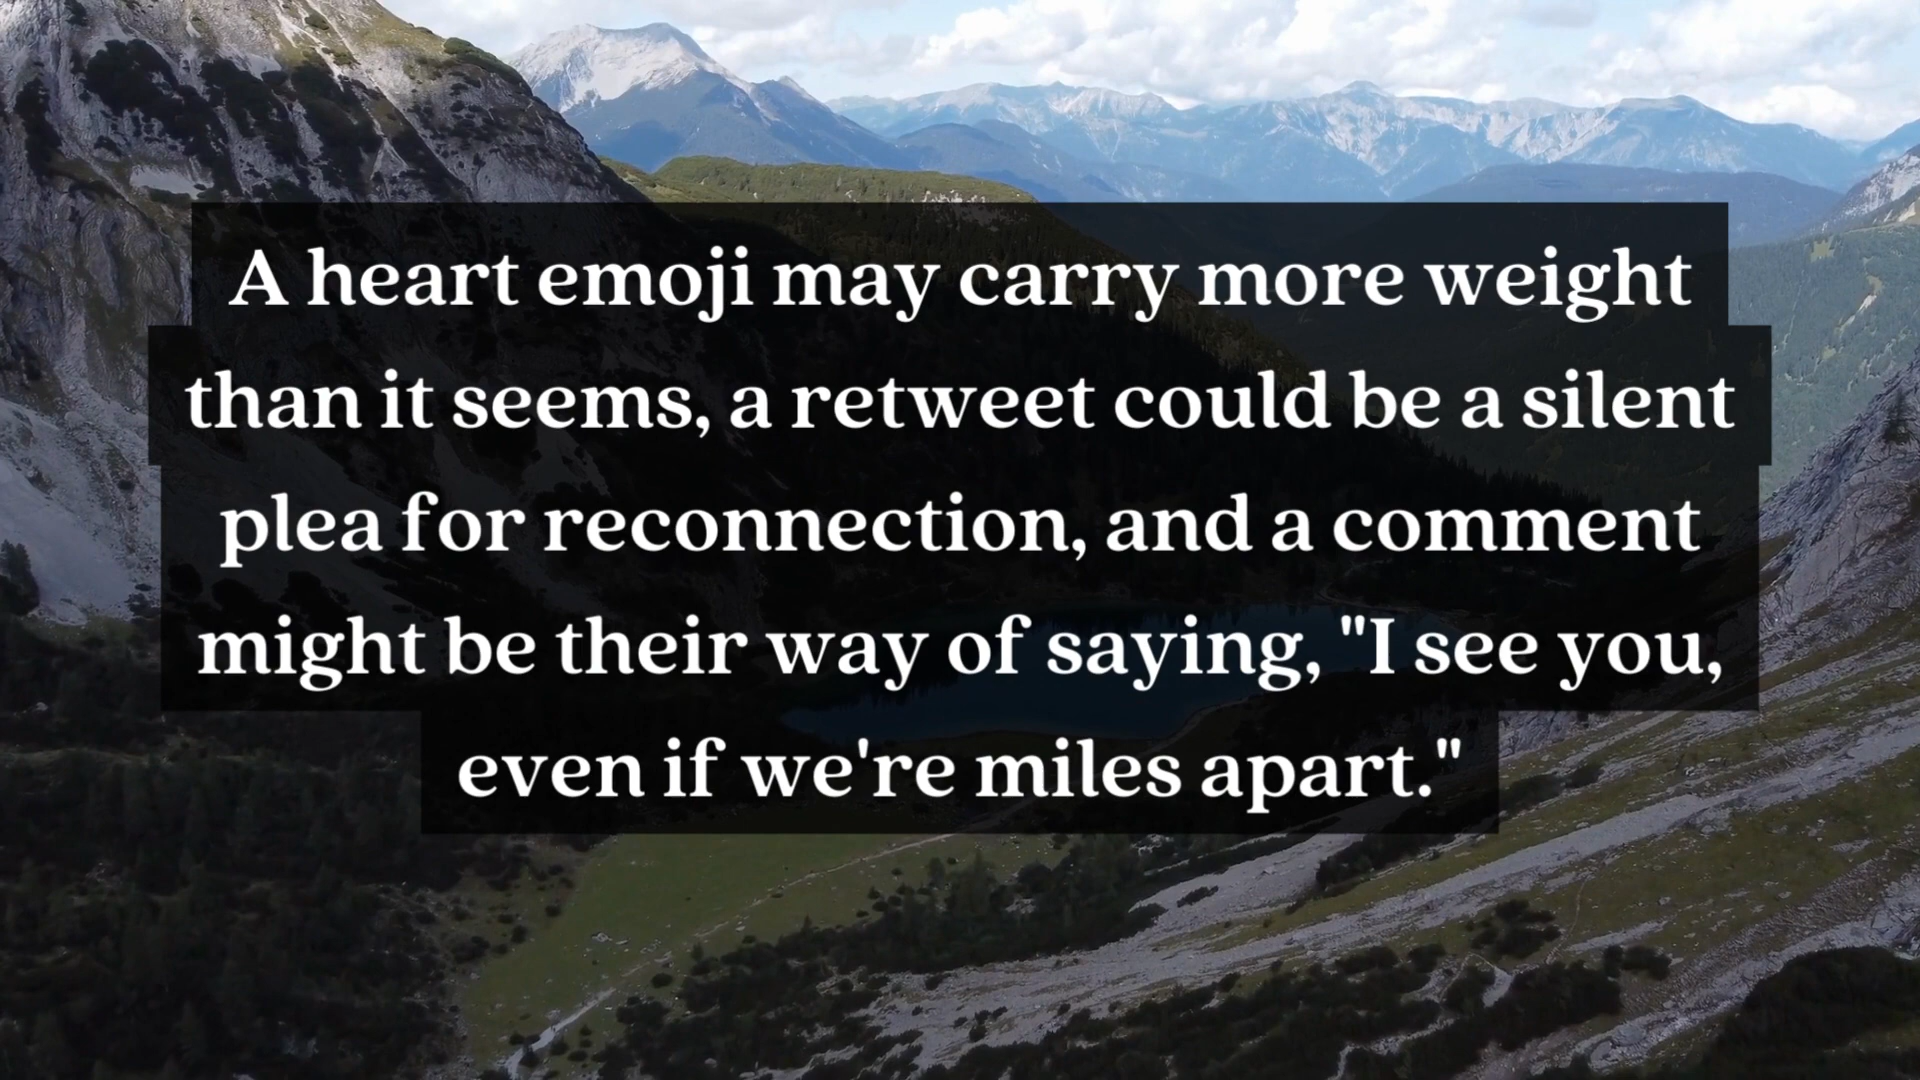 A heart emoji may carry more weight
than it seems, a retweet could be a silent
plea for reconnection, and a comment
might be their way of saying, "I see you,
even if we're miles apart."